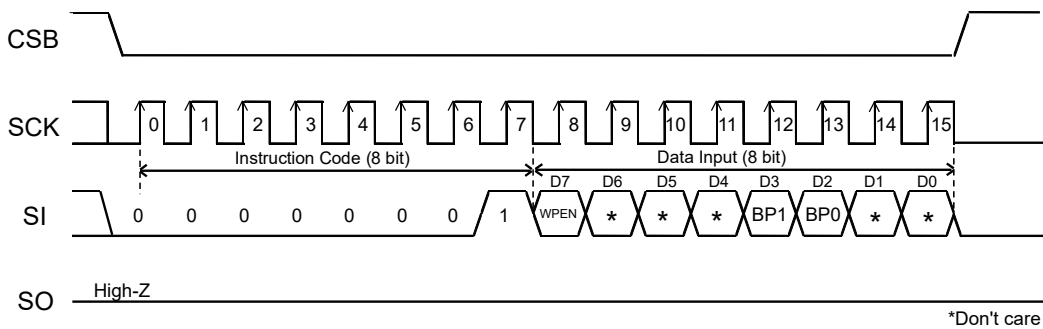 CSB
SCK 0 1 2 3 4 5 6 7 8 9 10 11 12 13 14 15
Instruction Code (8 bit) Data Input (8 bit)
D7 D6 D5 D4 D3 D2 D1 D0
SI 0 0 0 0 0 0 0 1 WPEN * * * BP1 BP0 * *
High-Z
SO
*Don't care